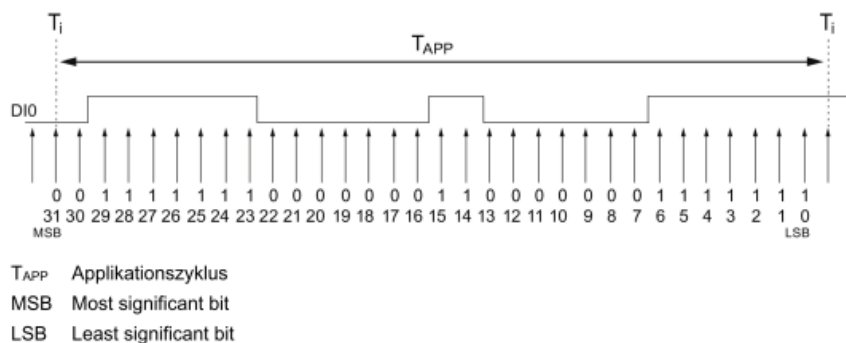 Ti Ti
TAPP
DI0
0 0 1 1 1 1 1 1 1 0 0 0 0 0 0 0 1 1 0 0 0 0 0 0 0 1 1 1 1 1 1 1
31 30 29 28 27 26 25 24 23 22 21 20 19 18 17 16 15 14 13 12 11 10 9 8 7 6 5 4 3 2 1 0
MSB LSB
TAPP Applikationszyklus
MSB Most significant bit
LSB Least significant bit